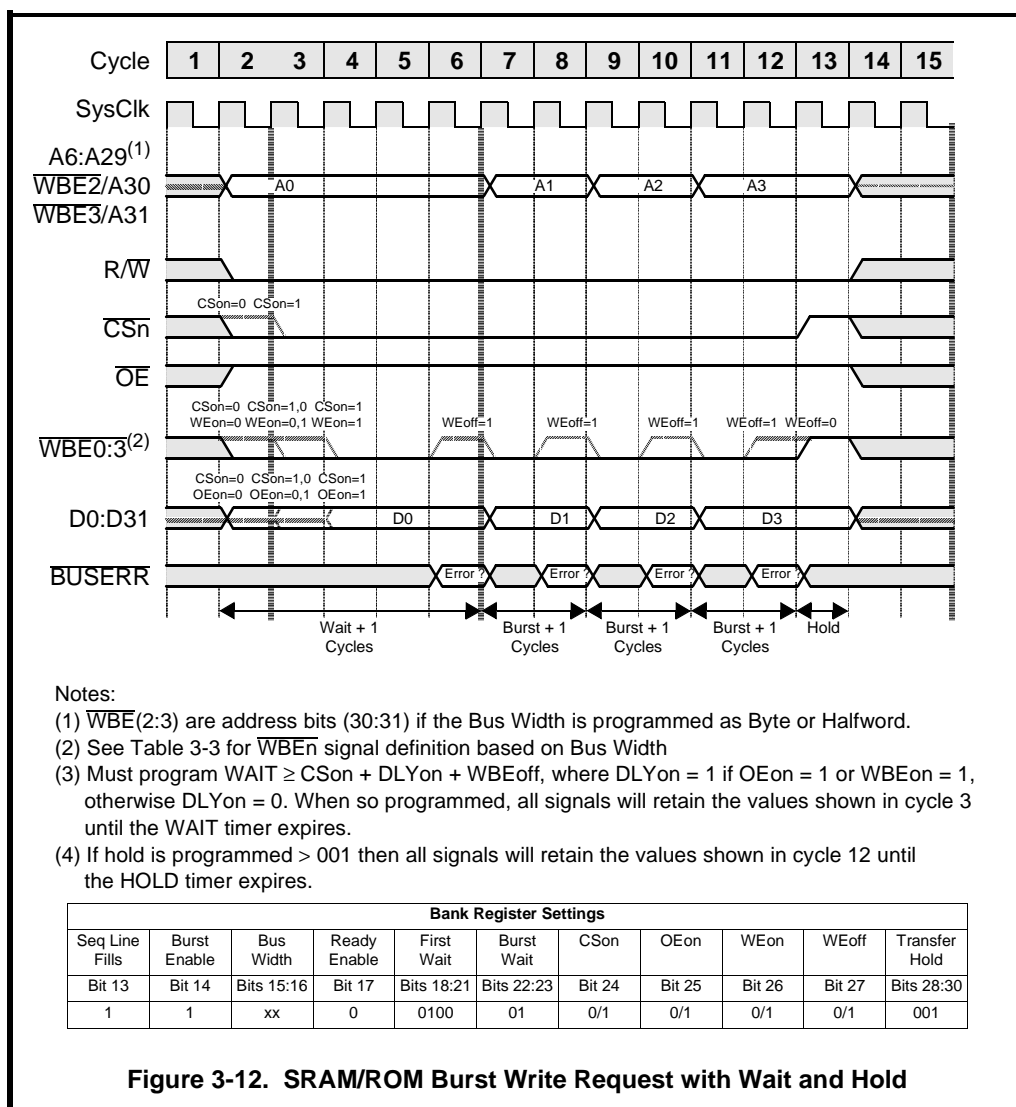 Cycle 1 2 3 4 5 6 7 8 9 10 11 12 13 14 15
SysClk
A6:A29(1)
WBE2/A30 A0 A1 A2 A3
WBE3/A31
R/W
CSon=0 CSon=1
CSn
OE
CSon=0 CSon=1,0 CSon=1
WEon=0 WEon=0,1 WEon=1 WEoff=1 WEoff=1 WEoff=1 WEoff=1 WEoff=0
WBE0:3(2)
CSon=0 CSon=1,0 CSon=1
OEon=0 OEon=0,1 OEon=1
D0:D31 D0 D1 D2 D3
BUSERR Error ? Error ? Error ? Error ?
Wait + 1 Burst + 1 Burst + 1 Burst + 1 Hold
Cycles Cycles Cycles Cycles
Notes:
(1) WBE(2:3) are address bits (30:31) if the Bus Width is programmed as Byte or Halfword.
(2) See Table 3-3 for WBEn signal definition based on Bus Width
(3) Must program WAIT ≥ CSon + DLYon + WBEoff, where DLYon = 1 if OEon = 1 or WBEon = 1,
otherwise DLYon = 0. When so programmed, all signals will retain the values shown in cycle 3
until the WAIT timer expires.
(4) If hold is programmed > 001 then all signals will retain the values shown in cycle 12 until
the HOLD timer expires.
Bank Register Settings
Seq Line Fills Burst Enable Bus Width Ready Enable First Wait Burst Wait CSon OEon WEon WEoff Transfer Hold
Bit 13 Bit 14 Bits 15:16 Bit 17 Bits 18:21 Bits 22:23 Bit 24 Bit 25 Bit 26 Bit 27 Bits 28:30
1 1 xx 0 0100 01 0/1 0/1 0/1 0/1 001
Figure 3-12. SRAM/ROM Burst Write Request with Wait and Hold